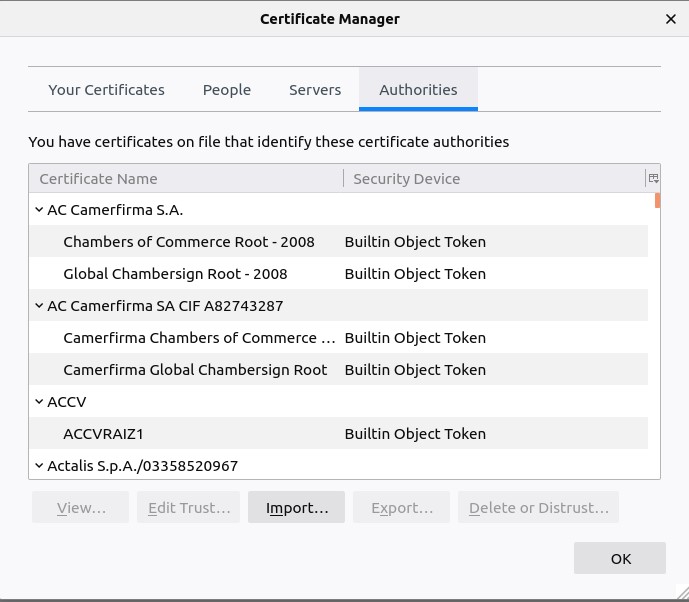 Certificate Manager
Your Certificates People Servers Authorities
You have certificates on file that identify these certificate authorities
Certificate Name Security Device
AC Camerfirma S.A.
Chambers of Commerce Root - 2008 Builtin Object Token
Global Chambersign Root - 2008 Builtin Object Token
AC Camerfirma SA CIF A82743287
Camerfirma Chambers of Commerce … Builtin Object Token
Camerfirma Global Chambersign Root Builtin Object Token
ACCV
ACCVRAIZ1 Builtin Object Token
Actalis S.p.A./03358520967
View… Edit Trust… Import… Export… Delete or Distrust…
OK